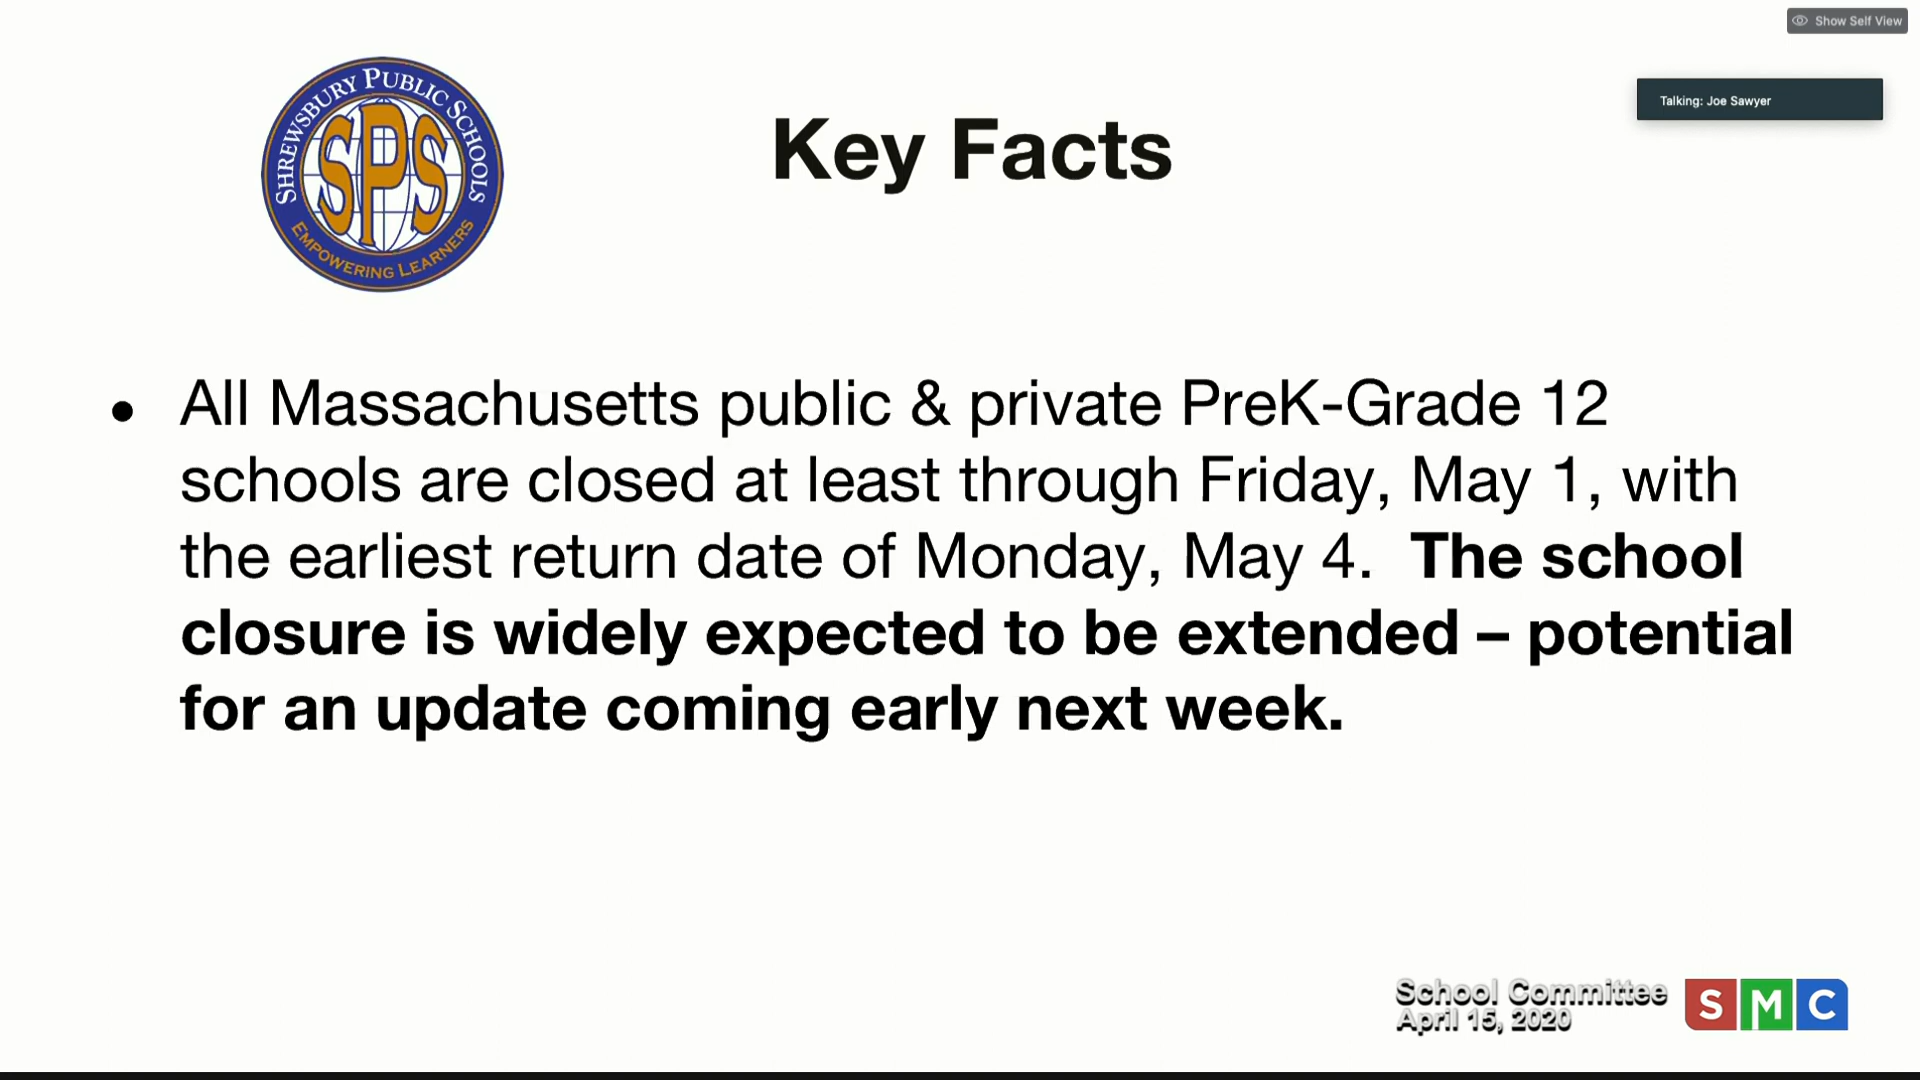 Show Self View
Talking: Joe Sawyer
SHREWSBURY PUBLIC SCHOOLS
SPS
EMPOWERING LEARNERS
Key Facts
• All Massachusetts public & private PreK-Grade 12
schools are closed at least through Friday, May 1, with
the earliest return date of Monday, May 4. The school
closure is widely expected to be extended – potential
for an update coming early next week.
School Committee
April 15, 2020
SMC